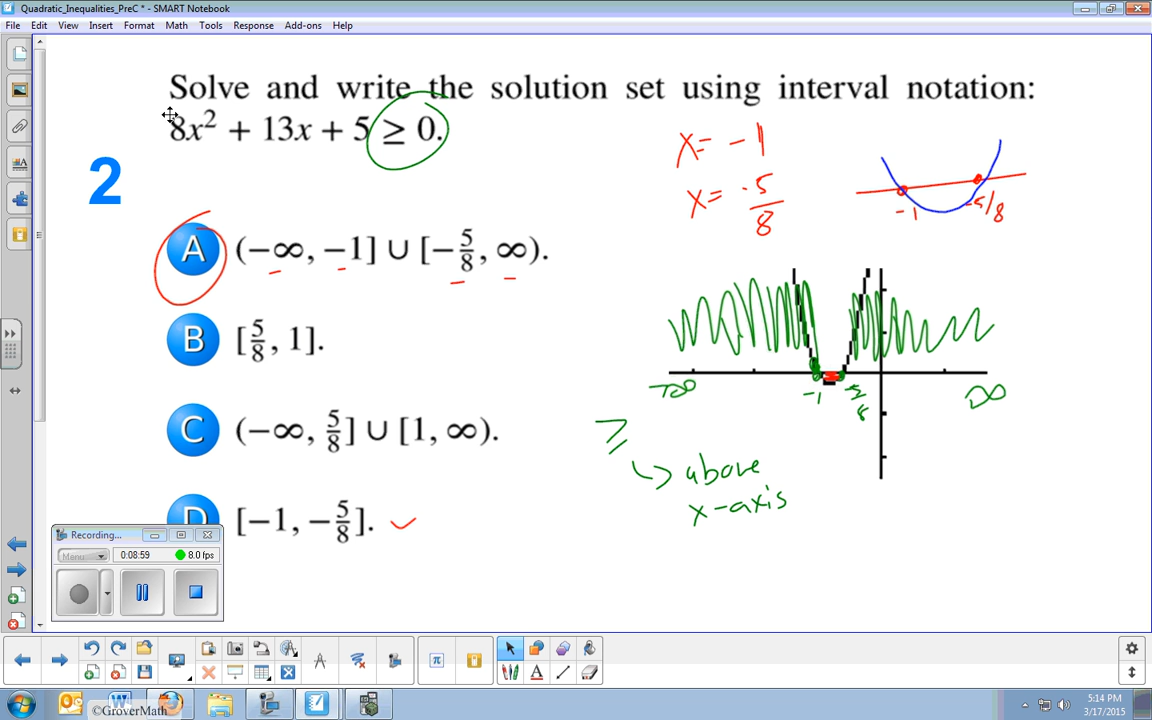 Quadratic_Inequalities_PreC * - SMART Notebook
File Edit View Insert Format Math Tools Response Add-ons Help
Solve and write the solution set using interval notation:
8x² + 13x + 5 ≥ 0.
2
x = -1
x = -5/8
-1 -5/8
A (−∞, −1] ∪ [−5/8, ∞).
B [5/8, 1].
C (−∞, 5/8] ∪ [1, ∞).
D [−1, −5/8].
-∞ -1 -5/8 ∞
≥
↳ above
x-axis
Recording...
Menu 0:08:59 8.0 fps
π A
©GroverMath
5:14 PM
3/17/2015